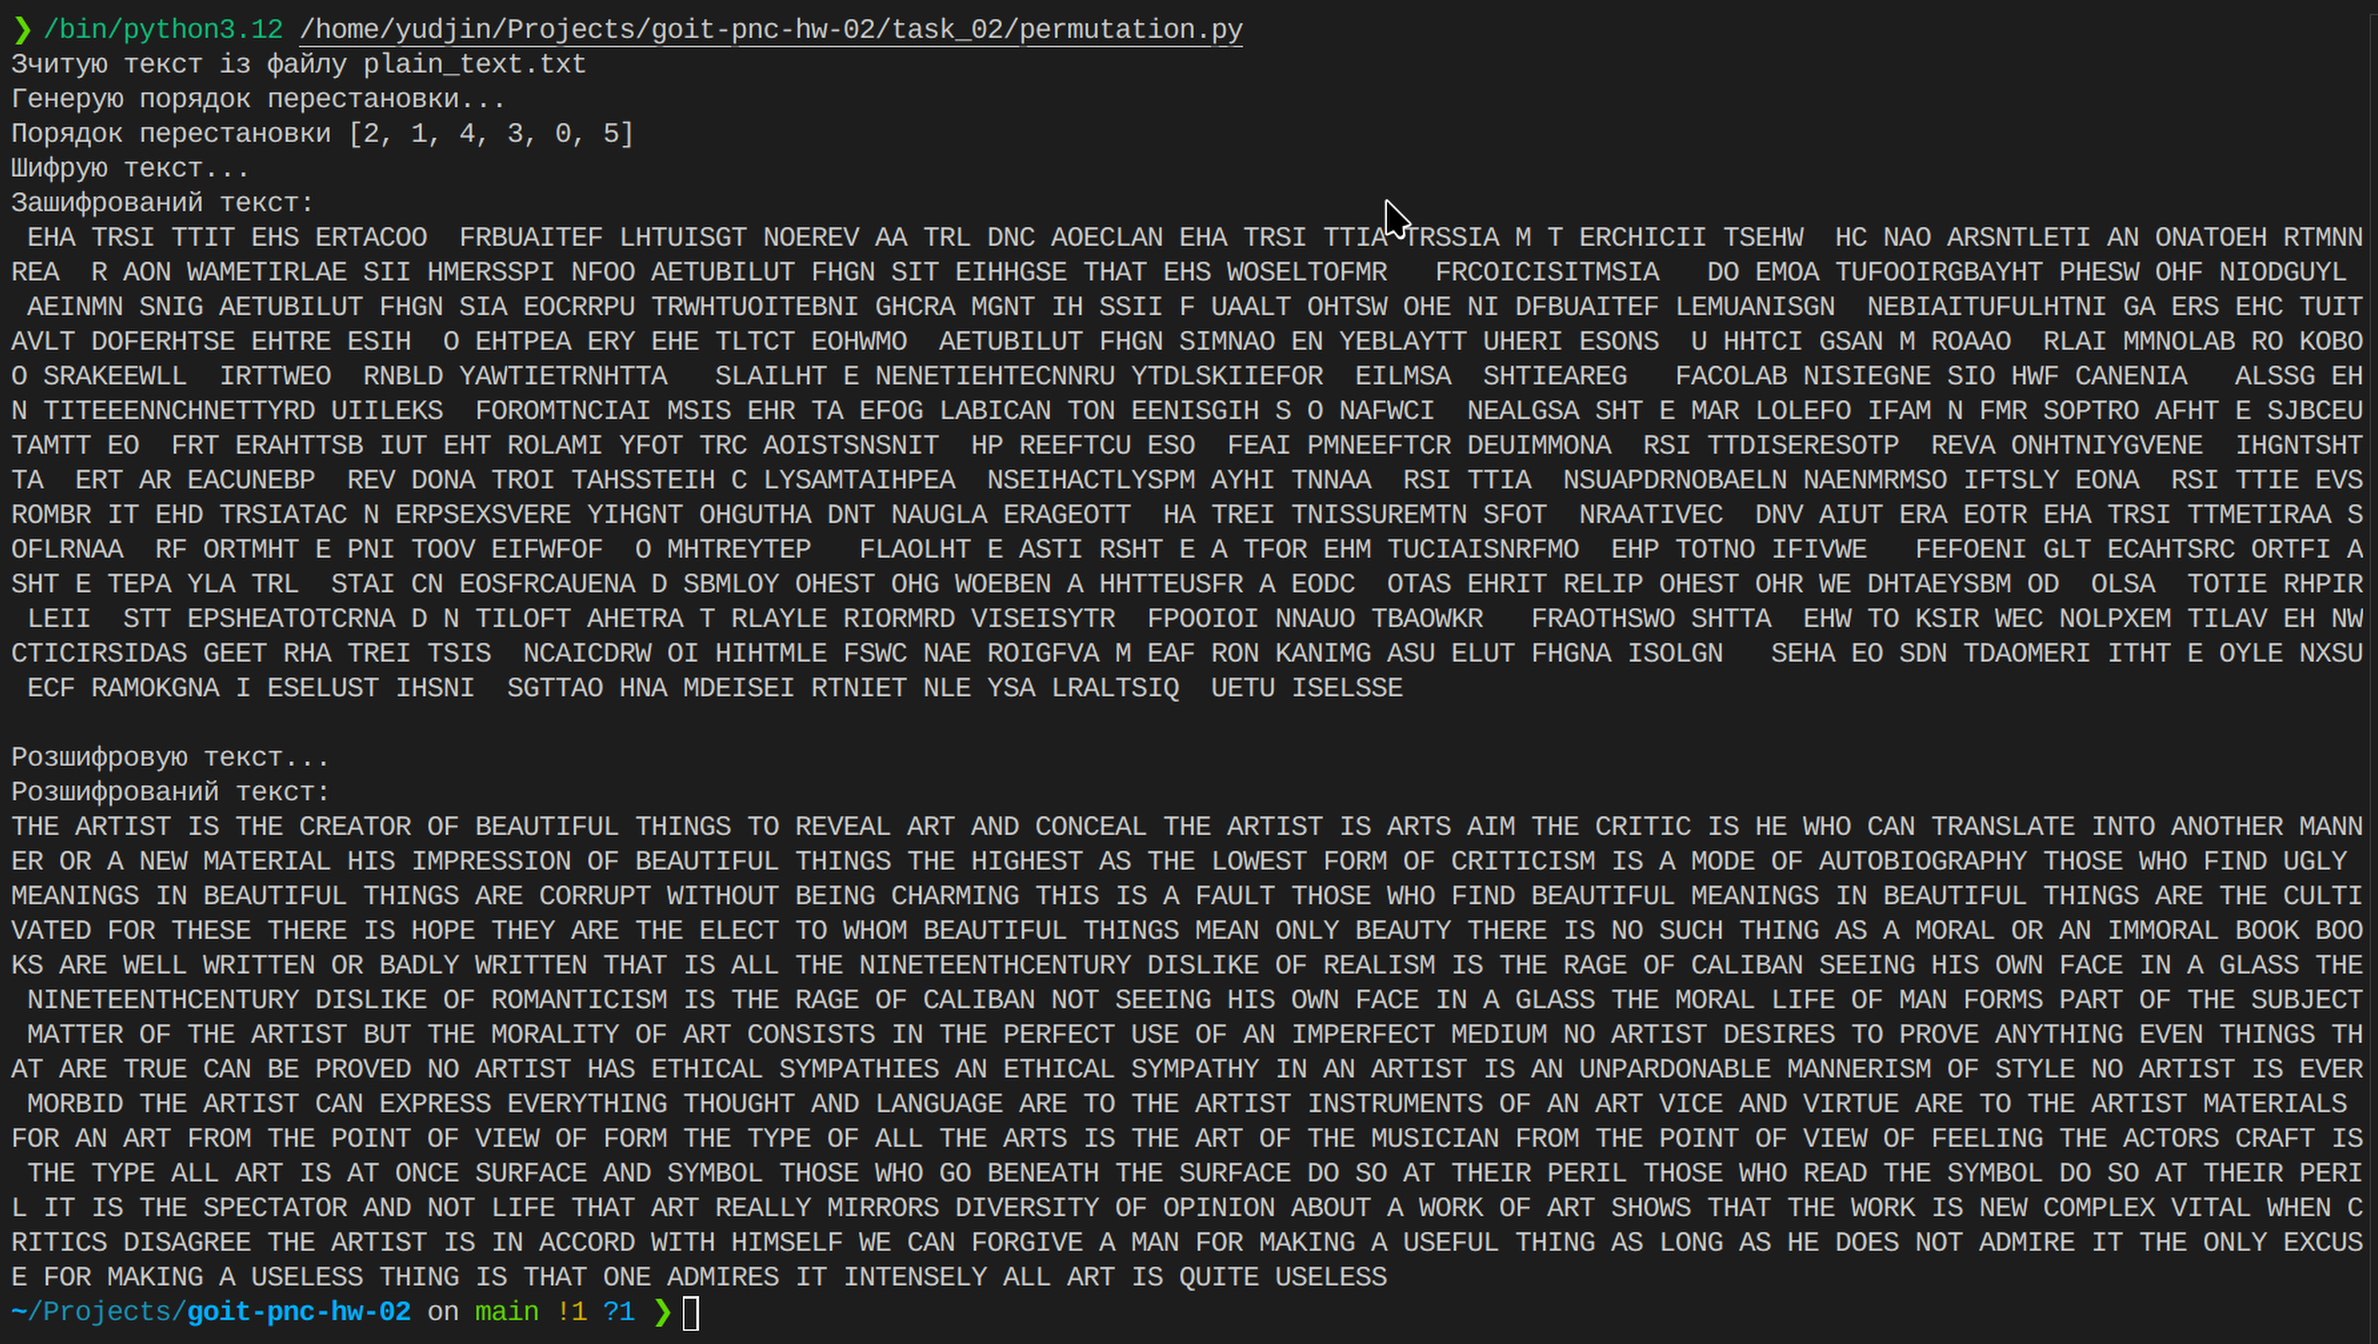 ❯ /bin/python3.12 /home/yudjin/Projects/goit-pnc-hw-02/task_02/permutation.py
Зчитую текст із файлу plain_text.txt
Генерую порядок перестановки...
Порядок перестановки [2, 1, 4, 3, 0, 5]
Шифрую текст...
Зашифрований текст:
 EHA TRSI TTIT EHS ERTACOO  FRBUAITEF LHTUISGT NOEREV AA TRL DNC AOECLAN EHA TRSI TTIA TRSSIA M T ERCHICII TSEHW  HC NAO ARSNTLETI AN ONATOEH RTMNN
REA  R AON WAMETIRLAE SII HMERSSPI NFOO AETUBILUT FHGN SIT EIHHGSE THAT EHS WOSELTOFMR   FRCOICISITMSIA   DO EMOA TUFOOIRGBAYHT PHESW OHF NIODGUYL
 AEINMN SNIG AETUBILUT FHGN SIA EOCRRPU TRWHTUOITEBNI GHCRA MGNT IH SSII F UAALT OHTSW OHE NI DFBUAITEF LEMUANISGN  NEBIAITUFULHTNI GA ERS EHC TUIT
AVLT DOFERHTSE EHTRE ESIH  O EHTPEA ERY EHE TLTCT EOHWMO  AETUBILUT FHGN SIMNAO EN YEBLAYTT UHERI ESONS  U HHTCI GSAN M ROAAO  RLAI MMNOLAB RO KOBO
O SRAKEEWLL  IRTTWEO  RNBLD YAWTIETRNHTTA   SLAILHT E NENETIEHTECNNRU YTDLSKIIEFOR  EILMSA  SHTIEAREG   FACOLAB NISIEGNE SIO HWF CANENIA   ALSSG EH
N TITEEENNCHNETTYRD UIILEKS  FOROMTNCIAI MSIS EHR TA EFOG LABICAN TON EENISGIH S O NAFWCI  NEALGSA SHT E MAR LOLEFO IFAM N FMR SOPTRO AFHT E SJBCEU
TAMTT EO  FRT ERAHTTSB IUT EHT ROLAMI YFOT TRC AOISTSNSNIT  HP REEFTCU ESO  FEAI PMNEEFTCR DEUIMMONA  RSI TTDISERESOTP  REVA ONHTNIYGVENE  IHGNTSHT
TA  ERT AR EACUNEBP  REV DONA TROI TAHSSTEIH C LYSAMTAIHPEA  NSEIHACTLYSPM AYHI TNNAA  RSI TTIA  NSUAPDRNOBAELN NAENMRMSO IFTSLY EONA  RSI TTIE EVS
ROMBR IT EHD TRSIATAC N ERPSEXSVERE YIHGNT OHGUTHA DNT NAUGLA ERAGEOTT  HA TREI TNISSUREMTN SFOT  NRAATIVEC  DNV AIUT ERA EOTR EHA TRSI TTMETIRAA S
OFLRNAA  RF ORTMHT E PNI TOOV EIFWFOF  O MHTREYTEP   FLAOLHT E ASTI RSHT E A TFOR EHM TUCIAISNRFMO  EHP TOTNO IFIVWE   FEFOENI GLT ECAHTSRC ORTFI A
SHT E TEPA YLA TRL  STAI CN EOSFRCAUENA D SBMLOY OHEST OHG WOEBEN A HHTTEUSFR A EODC  OTAS EHRIT RELIP OHEST OHR WE DHTAEYSBM OD  OLSA  TOTIE RHPIR
 LEII  STT EPSHEATOTCRNA D N TILOFT AHETRA T RLAYLE RIORMRD VISEISYTR  FPOOIOI NNAUO TBAOWKR   FRAOTHSWO SHTTA  EHW TO KSIR WEC NOLPXEM TILAV EH NW
CTICIRSIDAS GEET RHA TREI TSIS  NCAICDRW OI HIHTMLE FSWC NAE ROIGFVA M EAF RON KANIMG ASU ELUT FHGNA ISOLGN   SEHA EO SDN TDAOMERI ITHT E OYLE NXSU
 ECF RAMOKGNA I ESELUST IHSNI  SGTTAO HNA MDEISEI RTNIET NLE YSA LRALTSIQ  UETU ISELSSE
Розшифровую текст...
Розшифрований текст:
THE ARTIST IS THE CREATOR OF BEAUTIFUL THINGS TO REVEAL ART AND CONCEAL THE ARTIST IS ARTS AIM THE CRITIC IS HE WHO CAN TRANSLATE INTO ANOTHER MANN
ER OR A NEW MATERIAL HIS IMPRESSION OF BEAUTIFUL THINGS THE HIGHEST AS THE LOWEST FORM OF CRITICISM IS A MODE OF AUTOBIOGRAPHY THOSE WHO FIND UGLY
MEANINGS IN BEAUTIFUL THINGS ARE CORRUPT WITHOUT BEING CHARMING THIS IS A FAULT THOSE WHO FIND BEAUTIFUL MEANINGS IN BEAUTIFUL THINGS ARE THE CULTI
VATED FOR THESE THERE IS HOPE THEY ARE THE ELECT TO WHOM BEAUTIFUL THINGS MEAN ONLY BEAUTY THERE IS NO SUCH THING AS A MORAL OR AN IMMORAL BOOK BOO
KS ARE WELL WRITTEN OR BADLY WRITTEN THAT IS ALL THE NINETEENTHCENTURY DISLIKE OF REALISM IS THE RAGE OF CALIBAN SEEING HIS OWN FACE IN A GLASS THE
 NINETEENTHCENTURY DISLIKE OF ROMANTICISM IS THE RAGE OF CALIBAN NOT SEEING HIS OWN FACE IN A GLASS THE MORAL LIFE OF MAN FORMS PART OF THE SUBJECT
 MATTER OF THE ARTIST BUT THE MORALITY OF ART CONSISTS IN THE PERFECT USE OF AN IMPERFECT MEDIUM NO ARTIST DESIRES TO PROVE ANYTHING EVEN THINGS TH
AT ARE TRUE CAN BE PROVED NO ARTIST HAS ETHICAL SYMPATHIES AN ETHICAL SYMPATHY IN AN ARTIST IS AN UNPARDONABLE MANNERISM OF STYLE NO ARTIST IS EVER
 MORBID THE ARTIST CAN EXPRESS EVERYTHING THOUGHT AND LANGUAGE ARE TO THE ARTIST INSTRUMENTS OF AN ART VICE AND VIRTUE ARE TO THE ARTIST MATERIALS
FOR AN ART FROM THE POINT OF VIEW OF FORM THE TYPE OF ALL THE ARTS IS THE ART OF THE MUSICIAN FROM THE POINT OF VIEW OF FEELING THE ACTORS CRAFT IS
 THE TYPE ALL ART IS AT ONCE SURFACE AND SYMBOL THOSE WHO GO BENEATH THE SURFACE DO SO AT THEIR PERIL THOSE WHO READ THE SYMBOL DO SO AT THEIR PERI
L IT IS THE SPECTATOR AND NOT LIFE THAT ART REALLY MIRRORS DIVERSITY OF OPINION ABOUT A WORK OF ART SHOWS THAT THE WORK IS NEW COMPLEX VITAL WHEN C
RITICS DISAGREE THE ARTIST IS IN ACCORD WITH HIMSELF WE CAN FORGIVE A MAN FOR MAKING A USEFUL THING AS LONG AS HE DOES NOT ADMIRE IT THE ONLY EXCUS
E FOR MAKING A USELESS THING IS THAT ONE ADMIRES IT INTENSELY ALL ART IS QUITE USELESS
~/Projects/goit-pnc-hw-02 on main !1 ?1 ❯